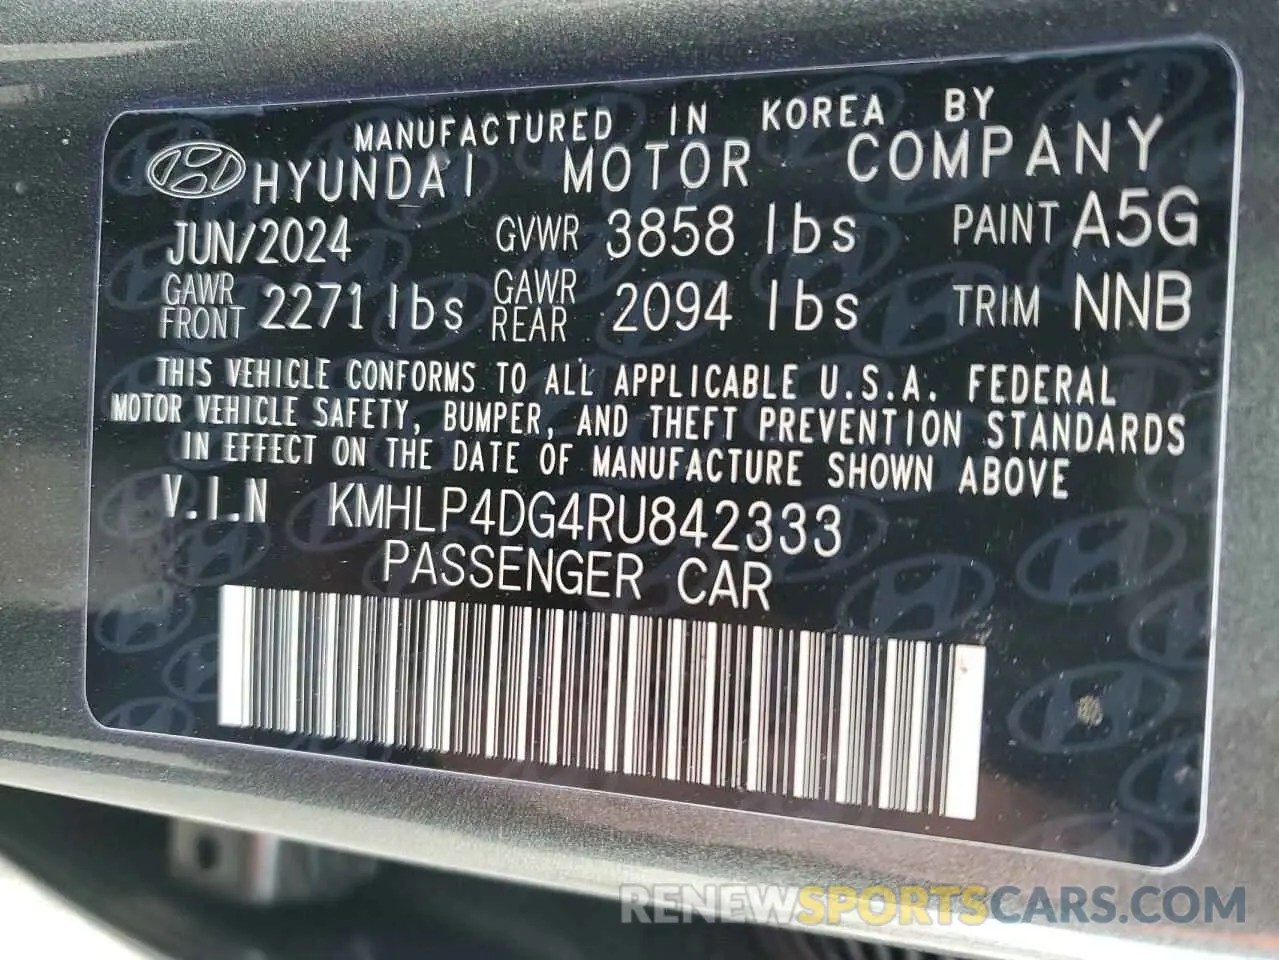 MANUFACTURED IN KOREA BY
HYUNDAI MOTOR COMPANY
JUN/2024 GVWR 3858 lbs PAINT A5G
GAWR FRONT 2271 lbs GAWR REAR 2094 lbs TRIM NNB
THIS VEHICLE CONFORMS TO ALL APPLICABLE U.S.A. FEDERAL
MOTOR VEHICLE SAFETY, BUMPER, AND THEFT PREVENTION STANDARDS
IN EFFECT ON THE DATE OF MANUFACTURE SHOWN ABOVE
V.I.N KMHLP4DG4RU842333
PASSENGER CAR
RENEWSPORTSCARS.COM